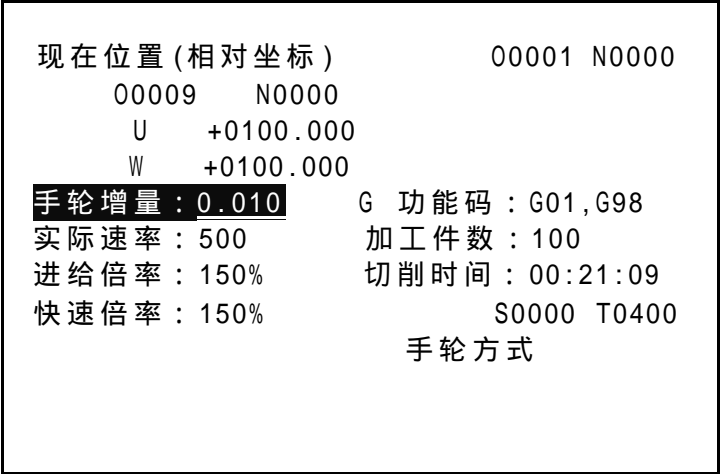 现在位置(相对坐标) O0001 N0000
O0009 N0000
U +0100.000
W +0100.000
手轮增量：0.010 G 功能码：G01,G98
实际速率：500 加工件数：100
进给倍率：150% 切削时间：00:21:09
快速倍率：150% S0000 T0400
手轮方式